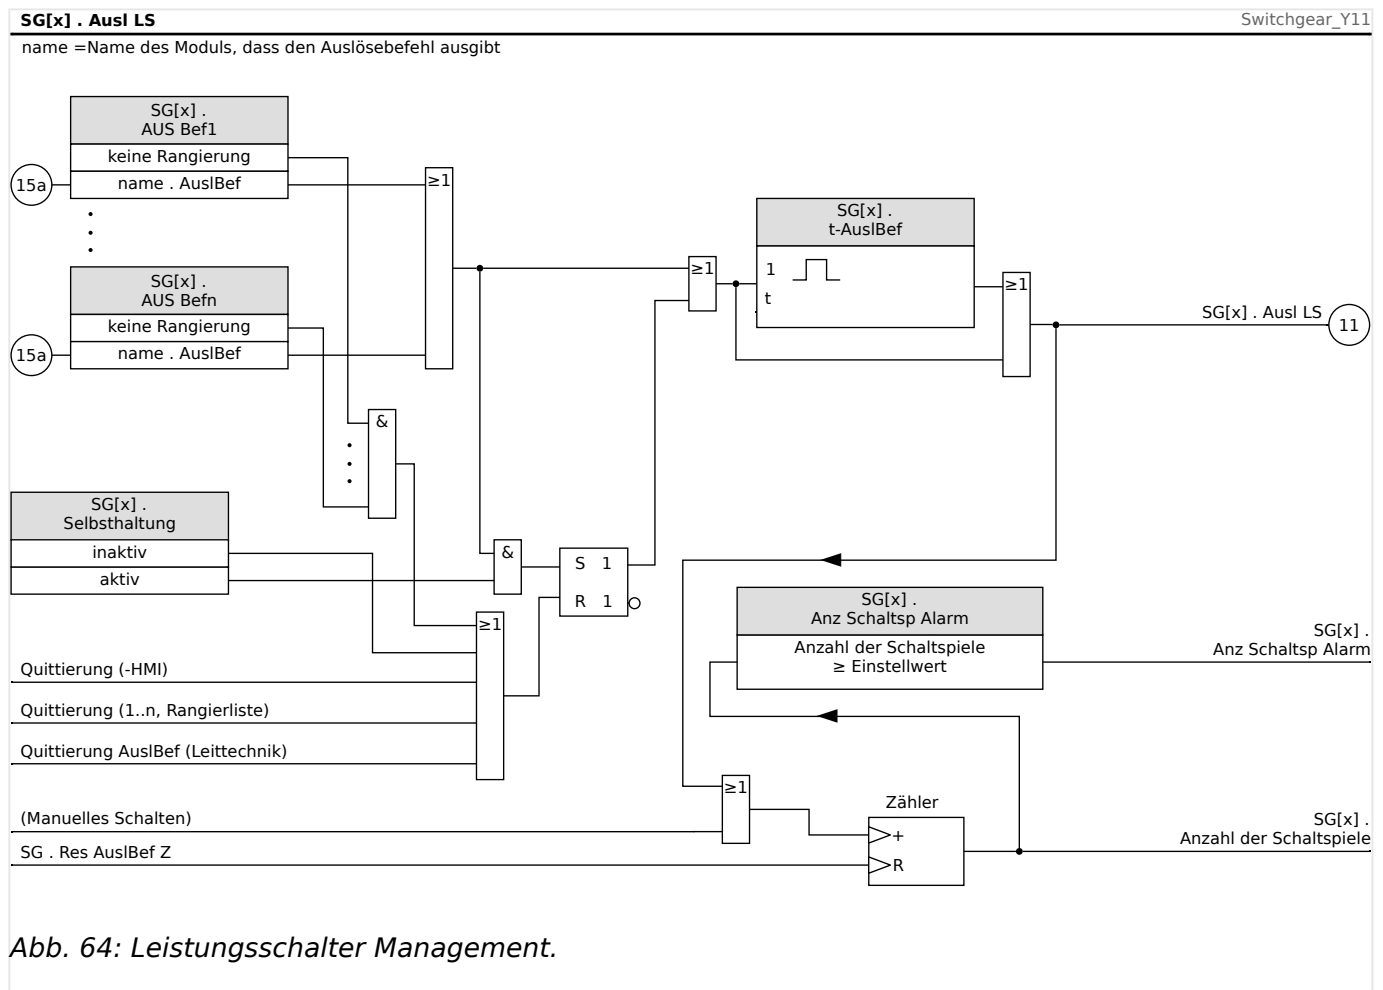 SG[x] . Ausl LS
Switchgear_Y11
name =Name des Moduls, dass den Auslösebefehl ausgibt
SG[x] .
AUS Bef1
keine Rangierung
15a
name . AuslBef
≥1
SG[x] .
AUS Befn
keine Rangierung
15a
name . AuslBef
≥1
SG[x] .
t-AuslBef
1
t
≥1
SG[x] . Ausl LS
11
&
SG[x] .
Selbsthaltung
inaktiv
aktiv
&
S 1
R 1
≥1
Quittierung (-HMI)
Quittierung (1..n, Rangierliste)
Quittierung AuslBef (Leittechnik)
SG[x] .
Anz Schaltsp Alarm
Anzahl der Schaltspiele
≥ Einstellwert
SG[x] .
Anz Schaltsp Alarm
≥1
(Manuelles Schalten)
SG . Res AuslBef Z
Zähler
+
R
SG[x] .
Anzahl der Schaltspiele
Abb. 64: Leistungsschalter Management.